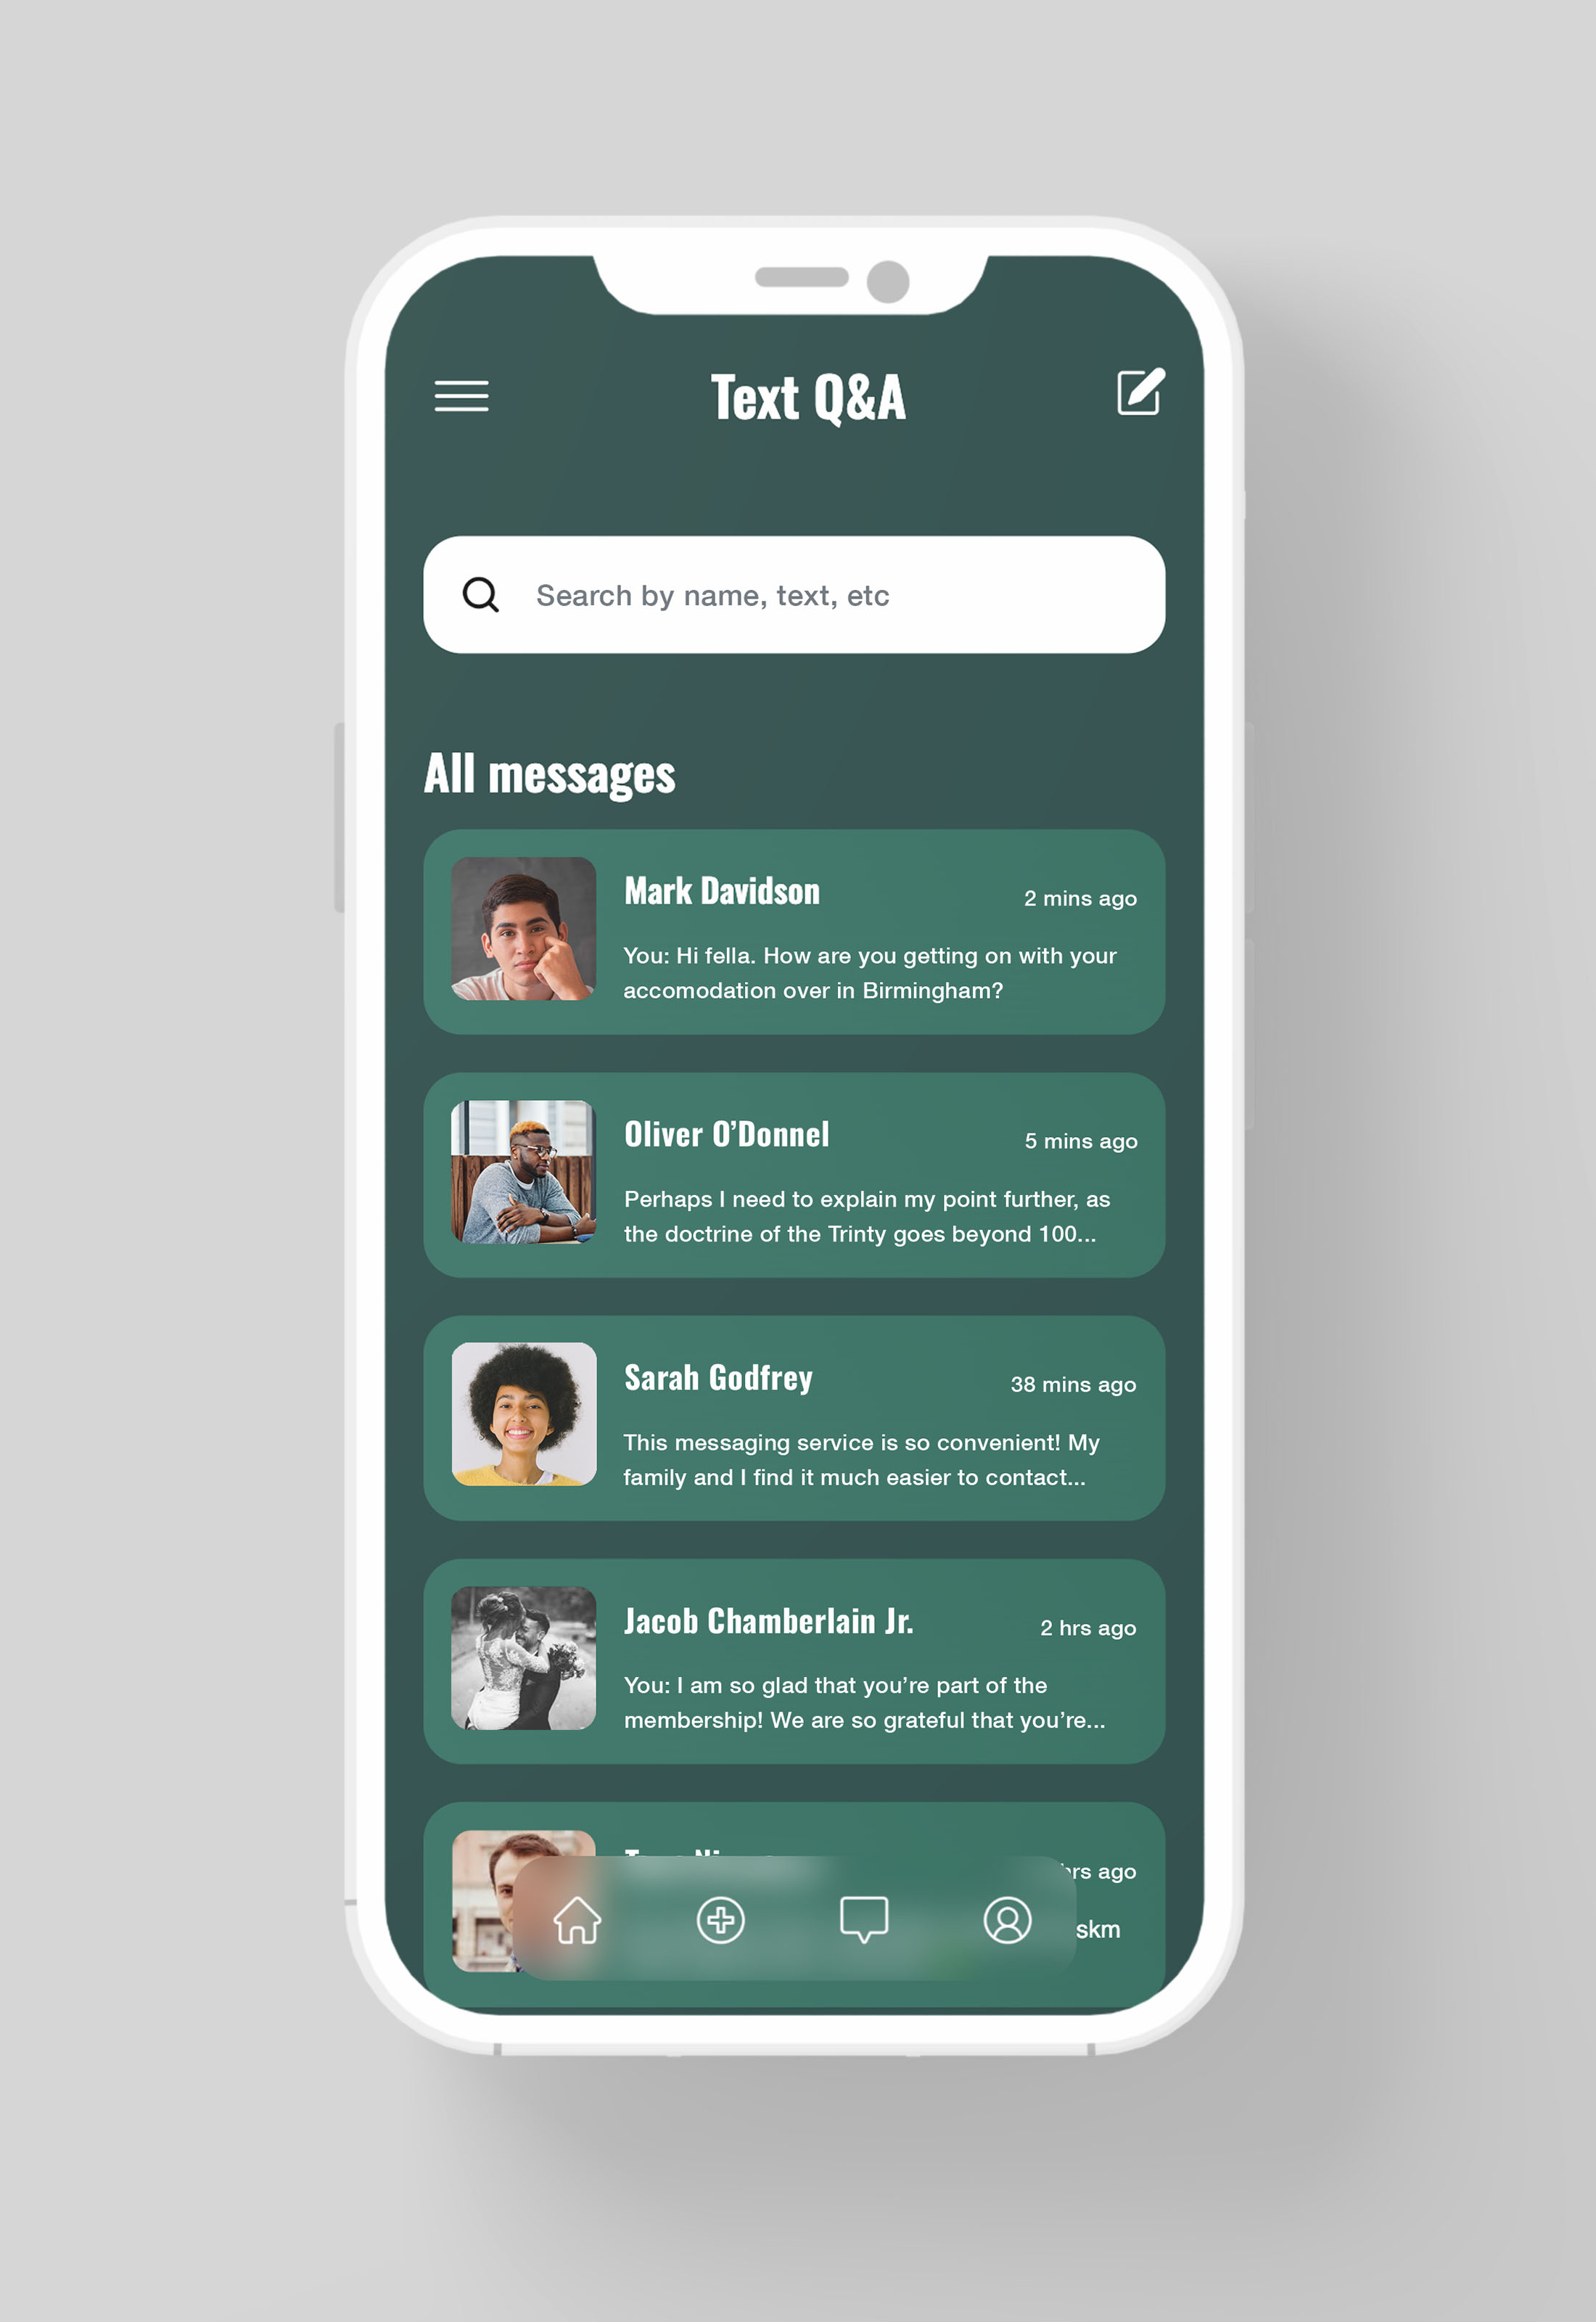 Text Q&A
Search by name, text, etc
All messages
Mark Davidson
2 mins ago
You: Hi fella. How are you getting on with your
accomodation over in Birmingham?
Oliver O’Donnel
5 mins ago
Perhaps I need to explain my point further, as
the doctrine of the Trinty goes beyond 100...
Sarah Godfrey
38 mins ago
This messaging service is so convenient! My
family and I find it much easier to contact...
Jacob Chamberlain Jr.
2 hrs ago
You: I am so glad that you’re part of the
membership! We are so grateful that you’re...
hrs ago
skm